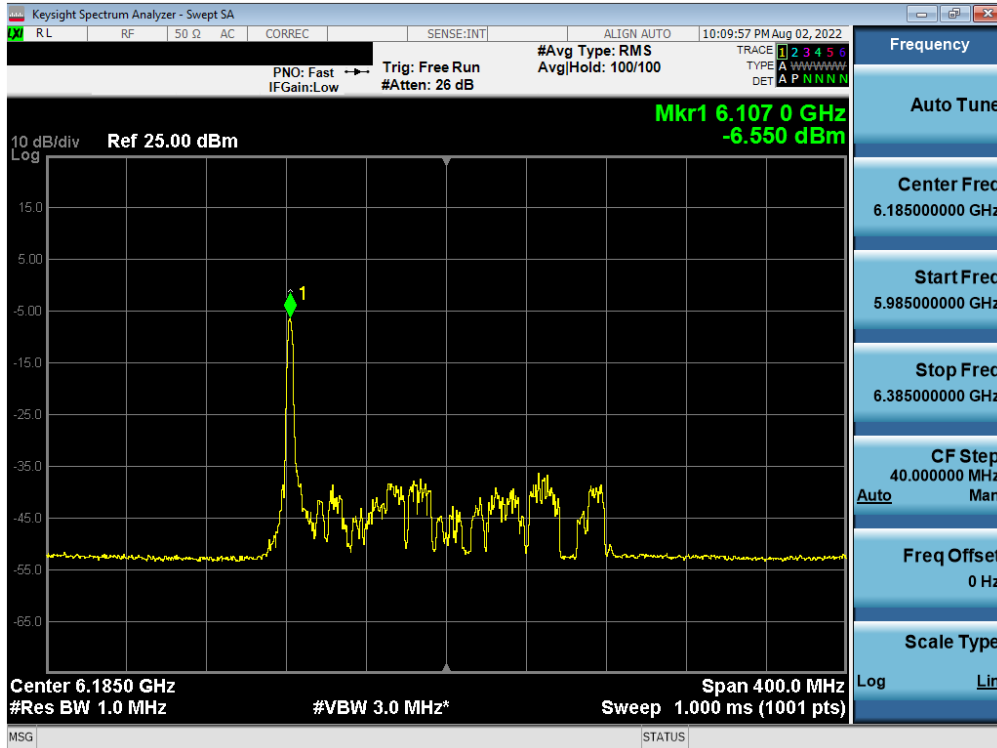 Keysight Spectrum Analyzer - Swept SA
LXI RL RF 50 Ω AC CORREC SENSE:INT ALIGN AUTO 10:09:57 PM Aug 02, 2022
#Avg Type: RMS
Avg|Hold: 100/100
PNO: Fast
IFGain:Low
Trig: Free Run
#Atten: 26 dB
TRACE 1 2 3 4 5 6
TYPE A WWWWW
DET A P N N N N
Mkr1 6.107 0 GHz
-6.550 dBm
10 dB/div
Log
Ref 25.00 dBm
15.0
5.00
-5.00
-15.0
-25.0
-35.0
-45.0
-55.0
-65.0
1
Center 6.1850 GHz
#Res BW 1.0 MHz
#VBW 3.0 MHz*
Span 400.0 MHz
Sweep 1.000 ms (1001 pts)
MSG
STATUS
Frequency
Auto Tune
Center Freq
6.185000000 GHz
Start Freq
5.985000000 GHz
Stop Freq
6.385000000 GHz
CF Step
40.000000 MHz
Auto Man
Freq Offset
0 Hz
Scale Type
Log Lin